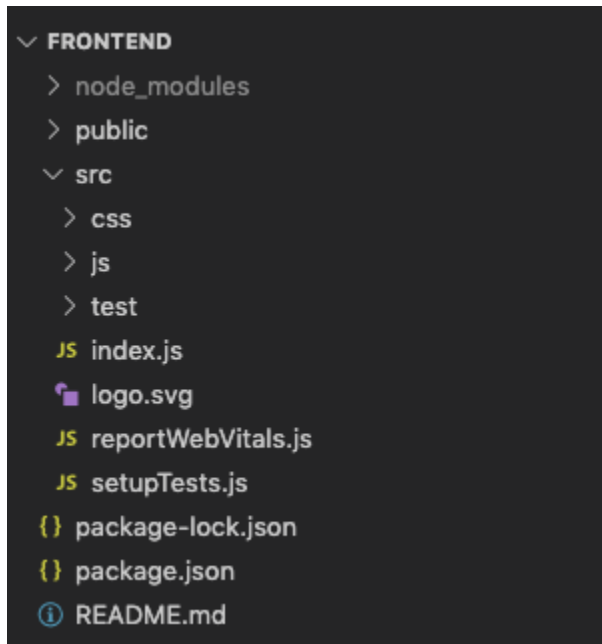 FRONTEND
node_modules
public
src
css
js
test
JS index.js
logo.svg
JS reportWebVitals.js
JS setupTests.js
{} package-lock.json
{} package.json
README.md